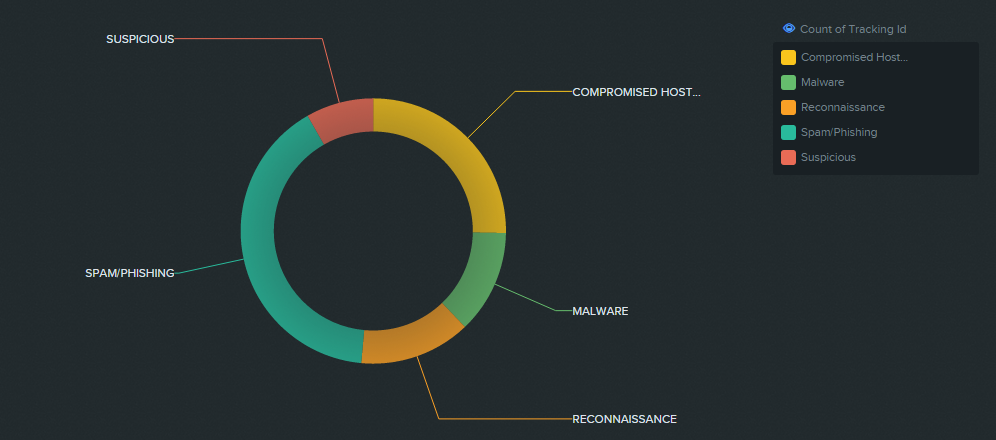 SUSPICIOUS
COMPROMISED HOST...
SPAM/PHISHING
MALWARE
RECONNAISSANCE
Count of Tracking Id
Compromised Host...
Malware
Reconnaissance
Spam/Phishing
Suspicious